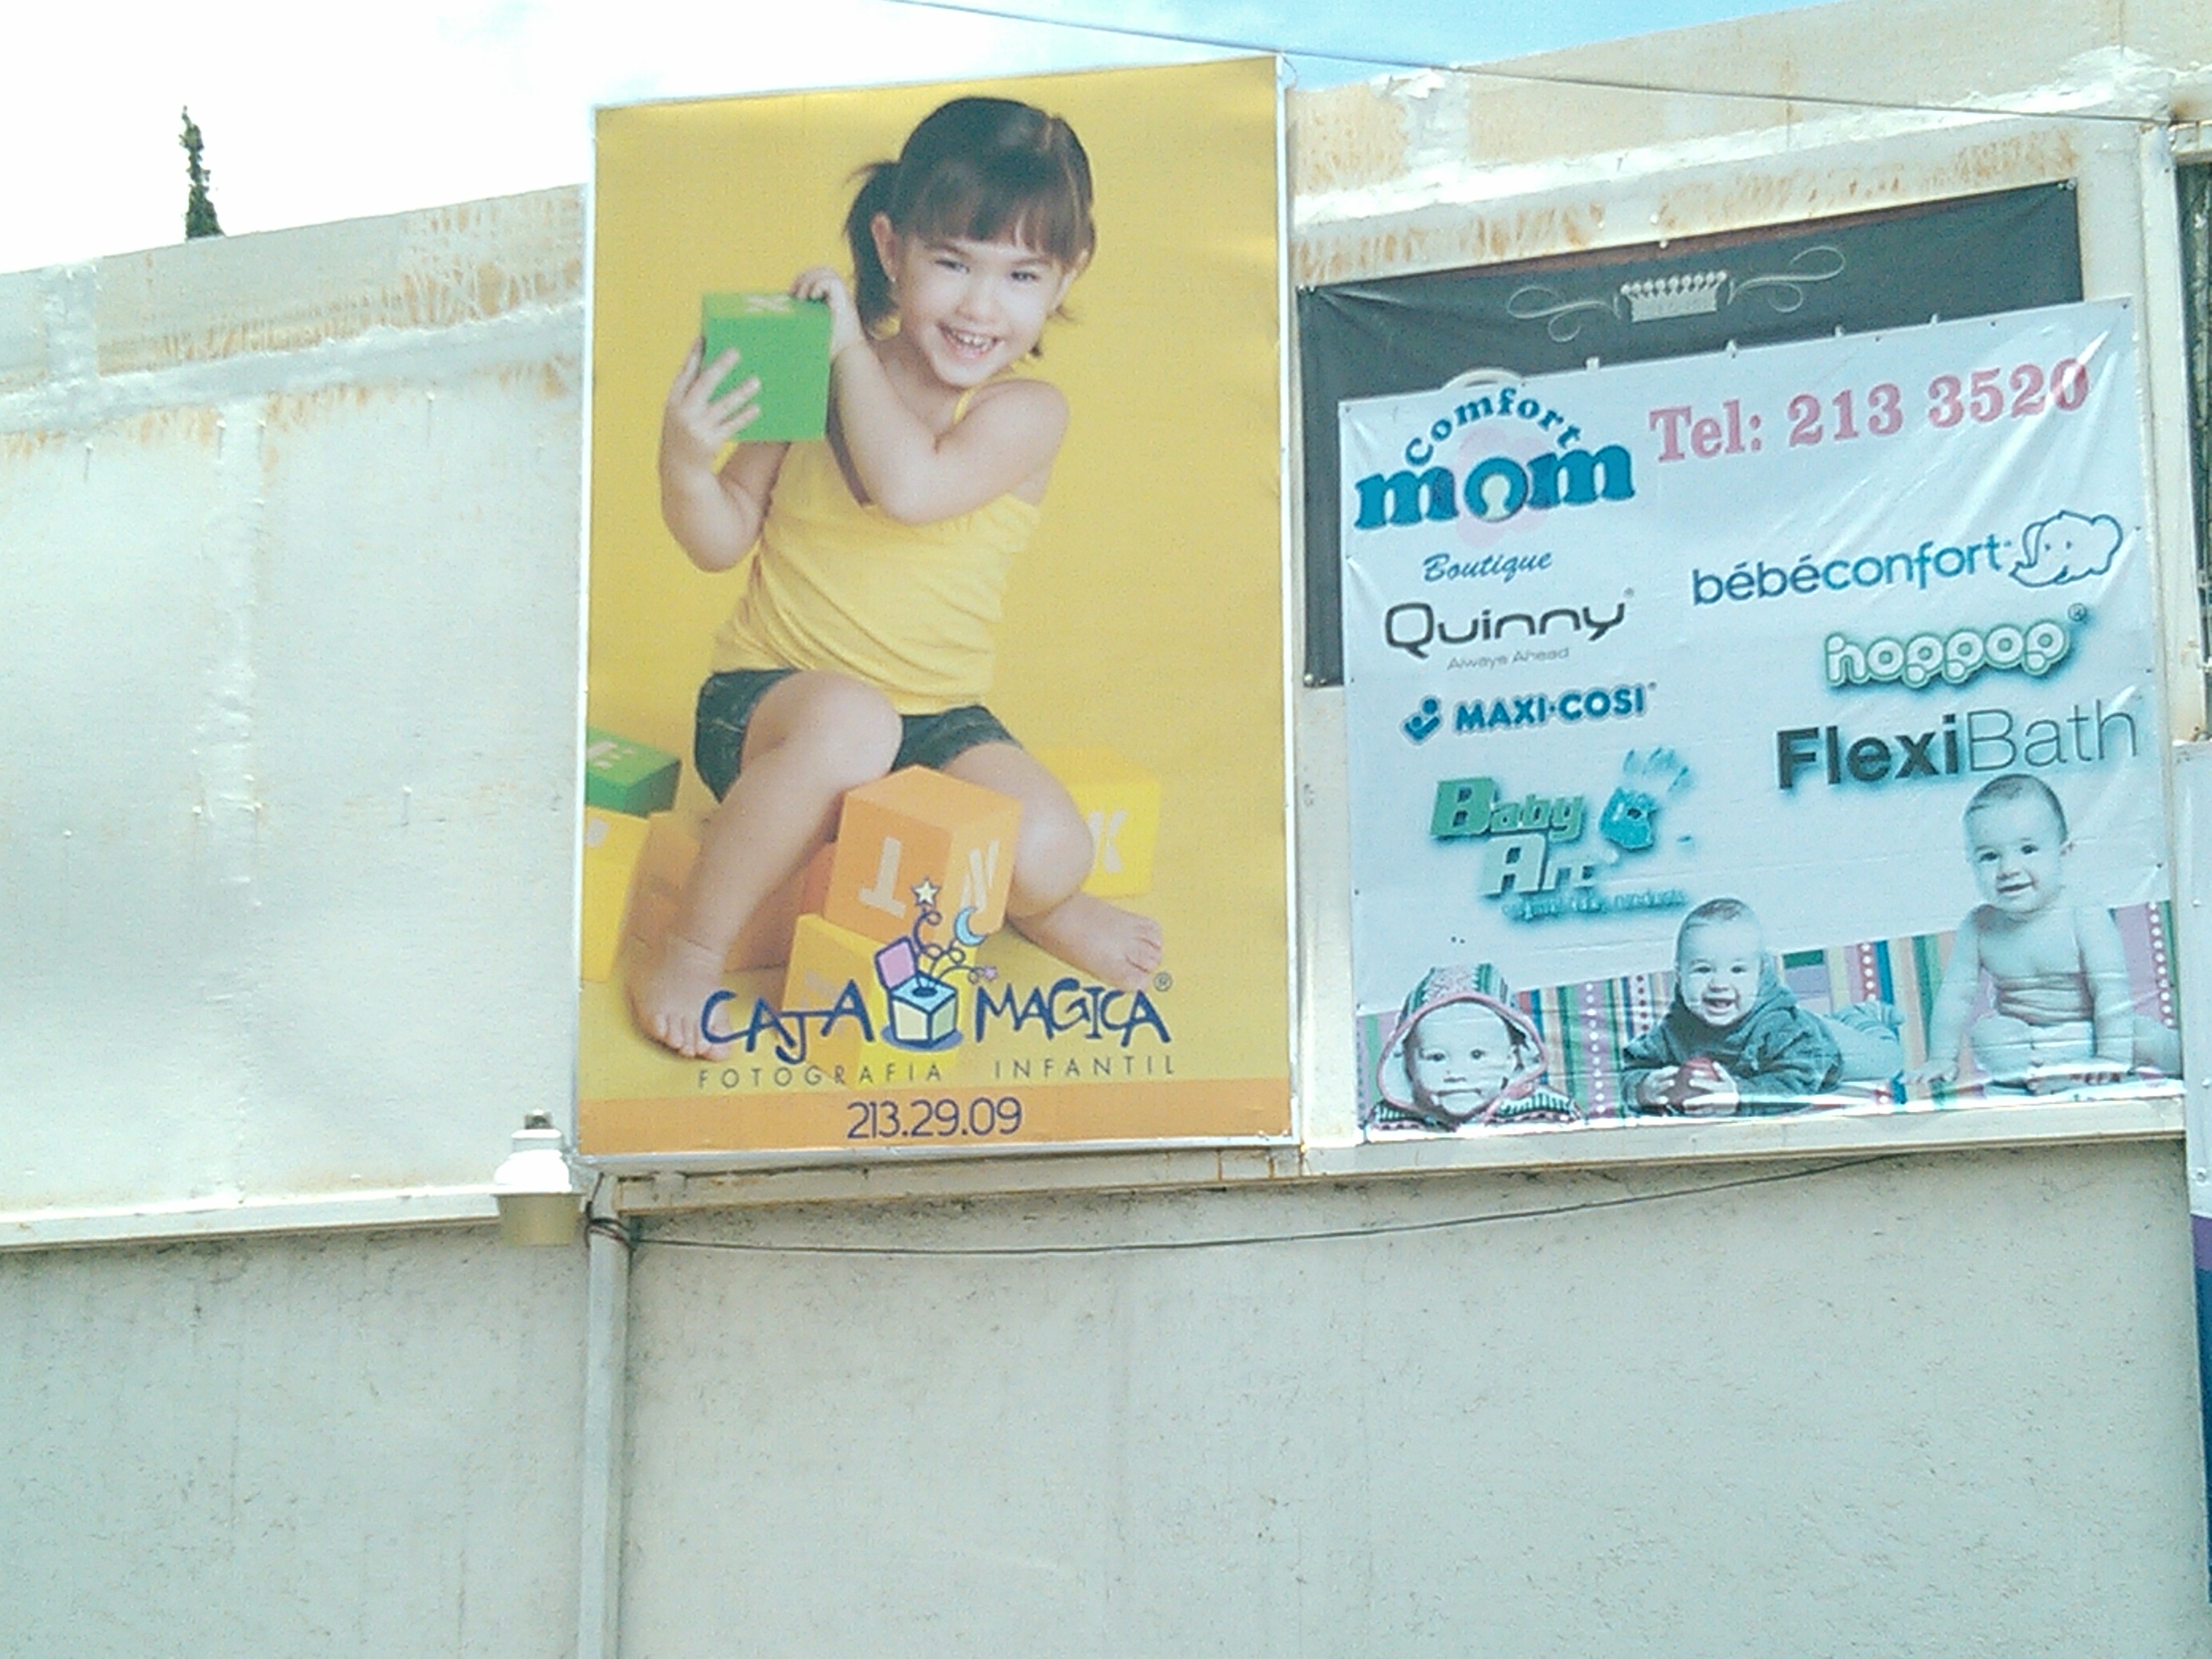 CAJA MAGICA®
FOTOGRAFIA INFANTIL
213.29.09
Comfort
mom
Boutique
Tel: 213 3520
Quinny®
Always Ahead
bébéconfort
hoppop®
MAXI-COSI®
FlexiBath
Baby
Art
T N
K
E